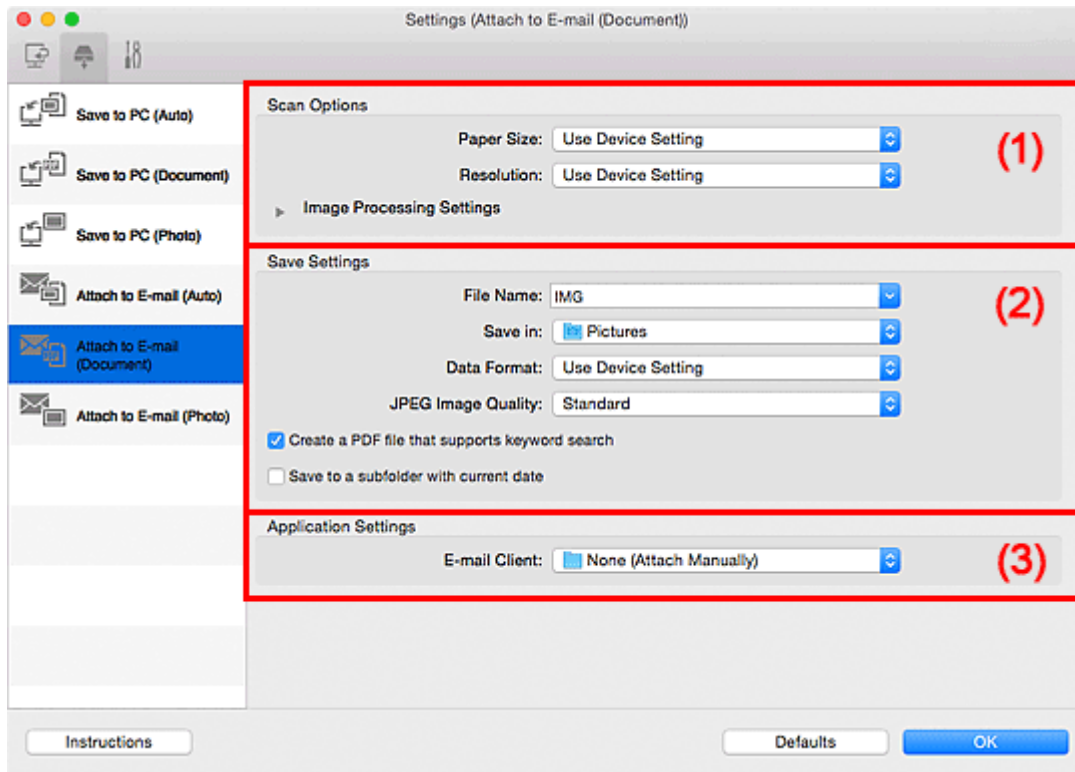 Settings (Attach to E-mail (Document))
Save to PC (Auto)
Save to PC (Document)
Save to PC (Photo)
Attach to E-mail (Auto)
Attach to E-mail
(Document)
Attach to E-mail (Photo)
Scan Options
(1)
Paper Size: Use Device Setting
Resolution: Use Device Setting
Image Processing Settings
Save Settings
(2)
File Name: IMG
Save in: Pictures
Data Format: Use Device Setting
JPEG Image Quality: Standard
Create a PDF file that supports keyword search
Save to a subfolder with current date
Application Settings
(3)
E-mail Client: None (Attach Manually)
Instructions
Defaults
OK